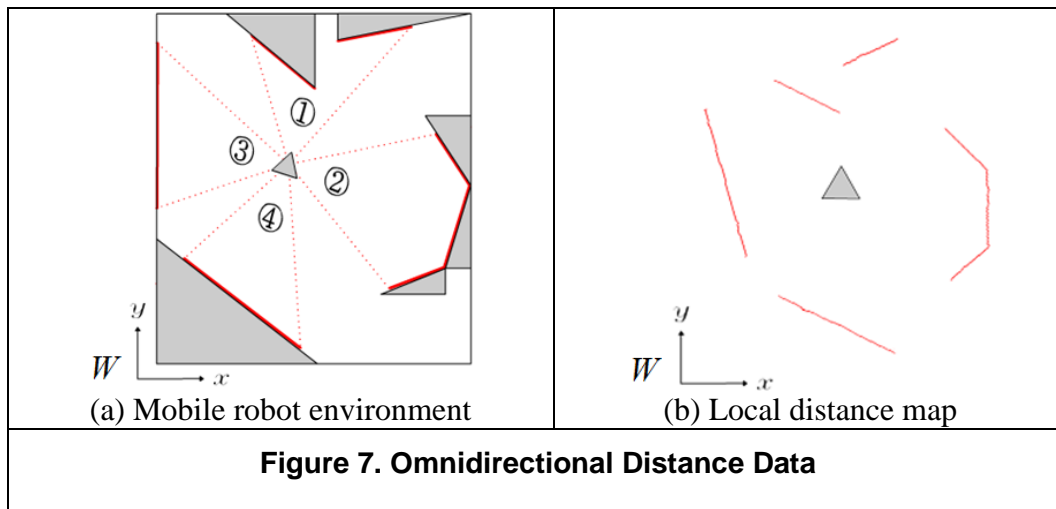 ①
③
②
④
y
W
x
(a) Mobile robot environment
y
W
x
(b) Local distance map
Figure 7. Omnidirectional Distance Data